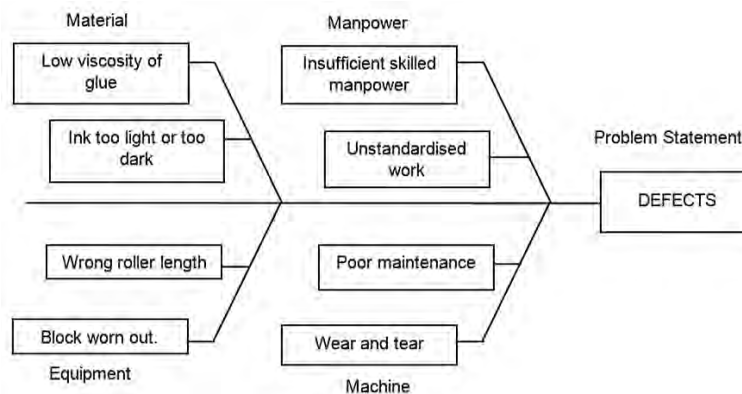 Material
Manpower
Low viscosity of
glue
Insufficient skilled
manpower
Ink too light or too
dark
Unstandardised
work
Problem Statement
DEFECTS
Wrong roller length
Poor maintenance
Block worn out.
Wear and tear
Equipment
Machine